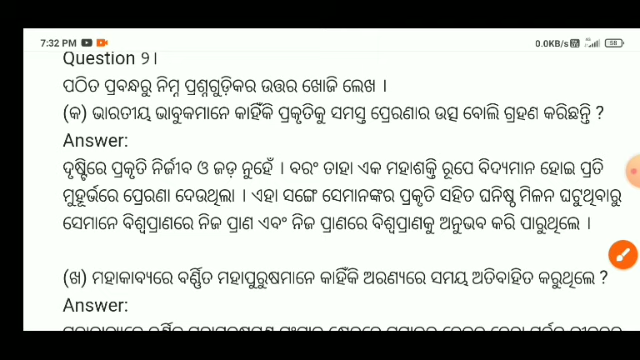 7:32 PM
0.0KB/s 58
Question 9।
ପଠିତ ପ୍ରବନ୍ଧରୁ ନିମ୍ନ ପ୍ରଶ୍ନଗୁଡ଼ିକର ଉତ୍ତର ଖୋଜି ଲେଖ ।
(କ) ଭାରତୀୟ ଭାବୁକମାନେ କାହିଁକି ପ୍ରକୃତିକୁ ସମସ୍ତ ପ୍ରେରଣାର ଉତ୍ସ ବୋଲି ଗ୍ରହଣ କରିଛନ୍ତି ?
Answer:
ଦୃଷ୍ଟିରେ ପ୍ରକୃତି ନିର୍ଜୀବ ଓ ଜଡ଼ ନୁହେଁ । ବରଂ ତାହା ଏକ ମହାଶକ୍ତି ରୂପେ ବିଦ୍ୟମାନ ହୋଇ ପ୍ରତି
ମୁହୂର୍ଭରେ ପ୍ରେରଣା ଦେଉଥିଲା । ଏହା ସଙ୍ଗେ ସେମାନଙ୍କର ପ୍ରକୃତି ସହିତ ଘନିଷ୍ଠ ମିଳନ ଘଟୁଥିବାରୁ
ସେମାନେ ବିଶ୍ଵପ୍ରାଣରେ ନିଜ ପ୍ରାଣ ଏବଂ ନିଜ ପ୍ରାଣରେ ବିଶ୍ୱପ୍ରାଣକୁ ଅନୁଭବ କରି ପାରୁଥିଲେ ।
(ଖ) ମହାକାବ୍ୟରେ ବର୍ଣ୍ଣିତ ମହାପୁରୁଷମାନେ କାହିଁକି ଅରଣ୍ୟରେ ସମୟ ଅତିବାହିତ କରୁଥିଲେ ?
Answer: